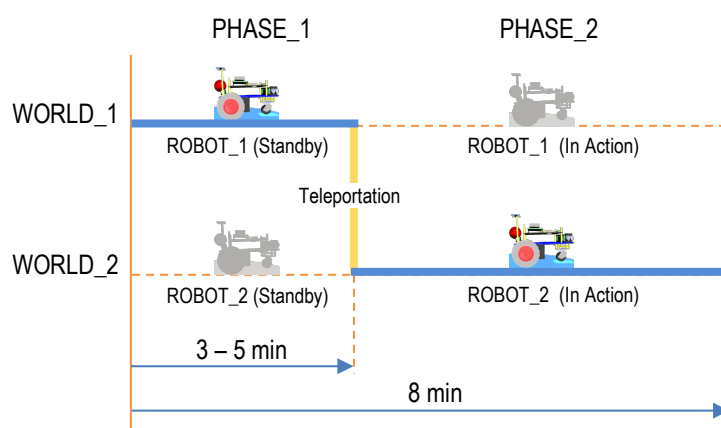 PHASE_1
PHASE_2
WORLD_1
ROBOT_1 (Standby)
ROBOT_1 (In Action)
Teleportation
WORLD_2
ROBOT_2 (Standby)
ROBOT_2 (In Action)
3 – 5 min
8 min